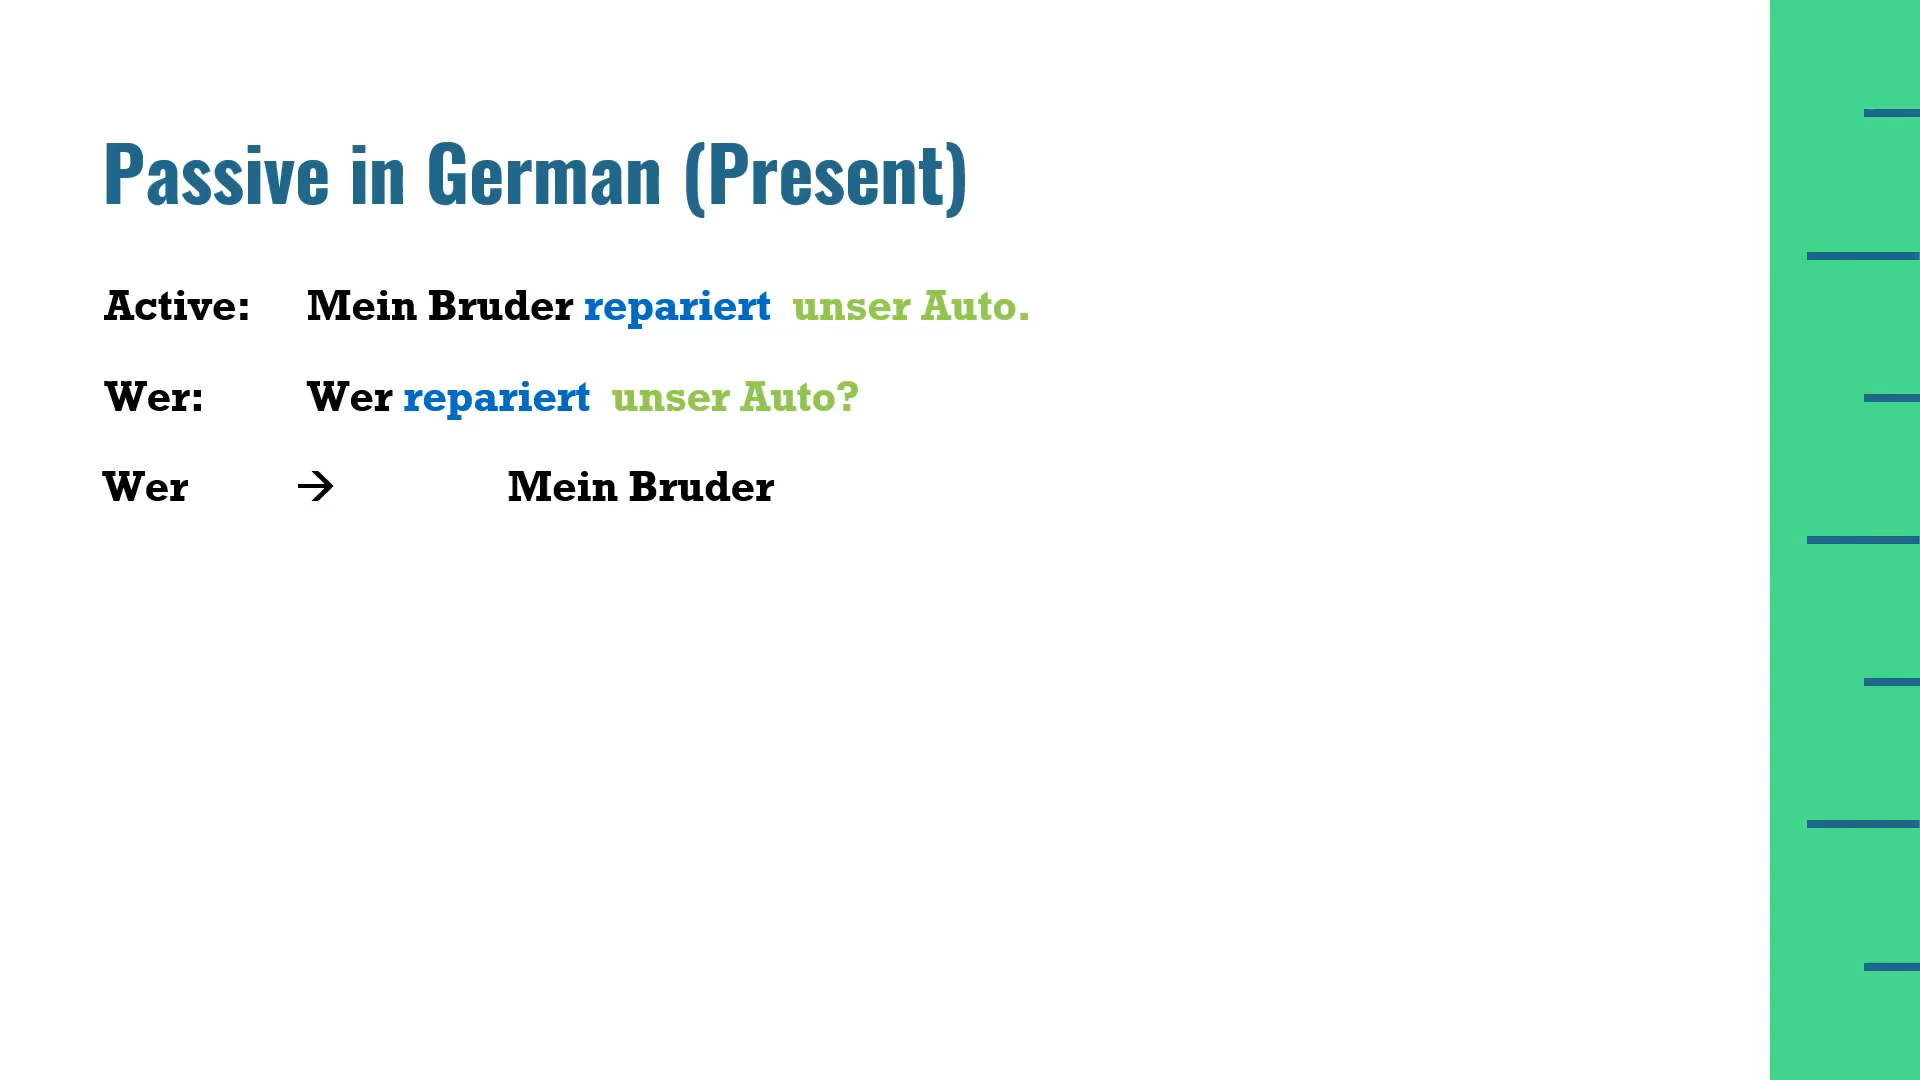 Passive in German (Present)
Active: Mein Bruder repariert unser Auto.
Wer: Wer repariert unser Auto?
Wer → Mein Bruder